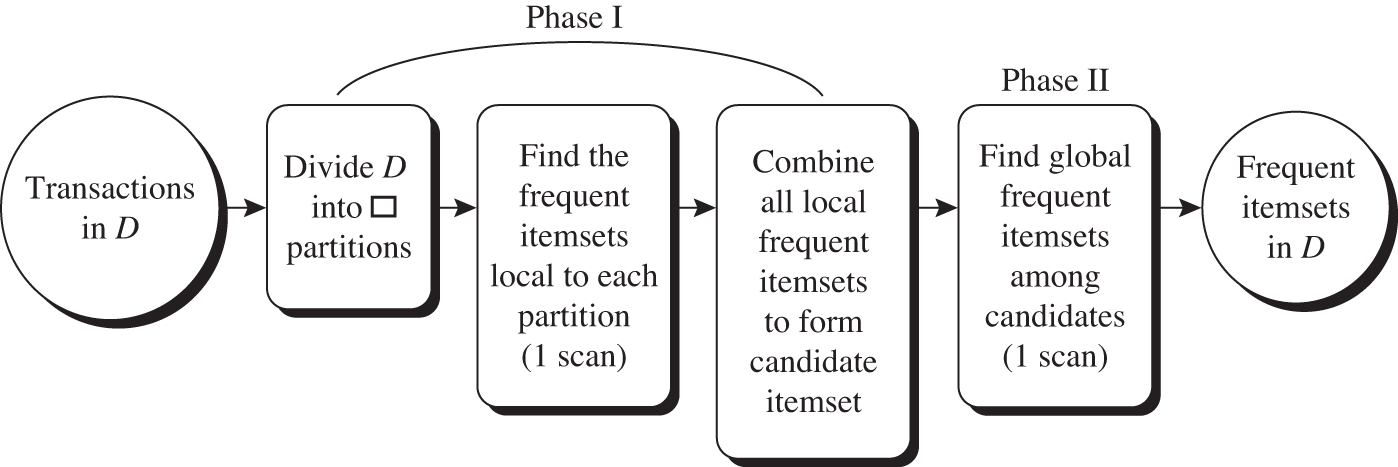 Phase I
Phase II
Transactions
in D
Divide D
into □
partitions
Find the
frequent
itemsets
local to each
partition
(1 scan)
Combine
all local
frequent
itemsets
to form
candidate
itemset
Find global
frequent
itemsets
among
candidates
(1 scan)
Frequent
itemsets
in D